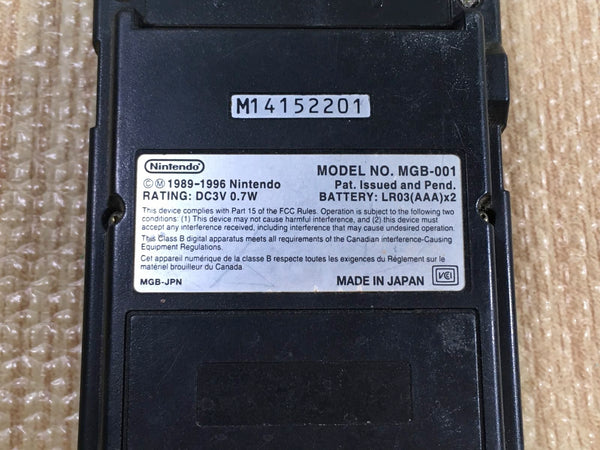 M14152201
Nintendo
©Ⓜ 1989-1996 Nintendo
RATING: DC3V 0.7W
MODEL NO. MGB-001
Pat. Issued and Pend.
BATTERY: LR03(AAA)x2
This device complies with Part 15 of the FCC Rules. Operation is subject to the following two
conditions: (1) This device may not cause harmful interference, and (2) this device must
accept any interference received, including interference that may cause undesired operation.
This Class B digital apparatus meets all requirements of the Canadian interference-Causing
Equipment Regulations.
Cet appareil numérique de la classe B respecte toutes les exigences du Règlement sur le
matériel brouilleur du Canada.
MGB-JPN
MADE IN JAPAN
VCI